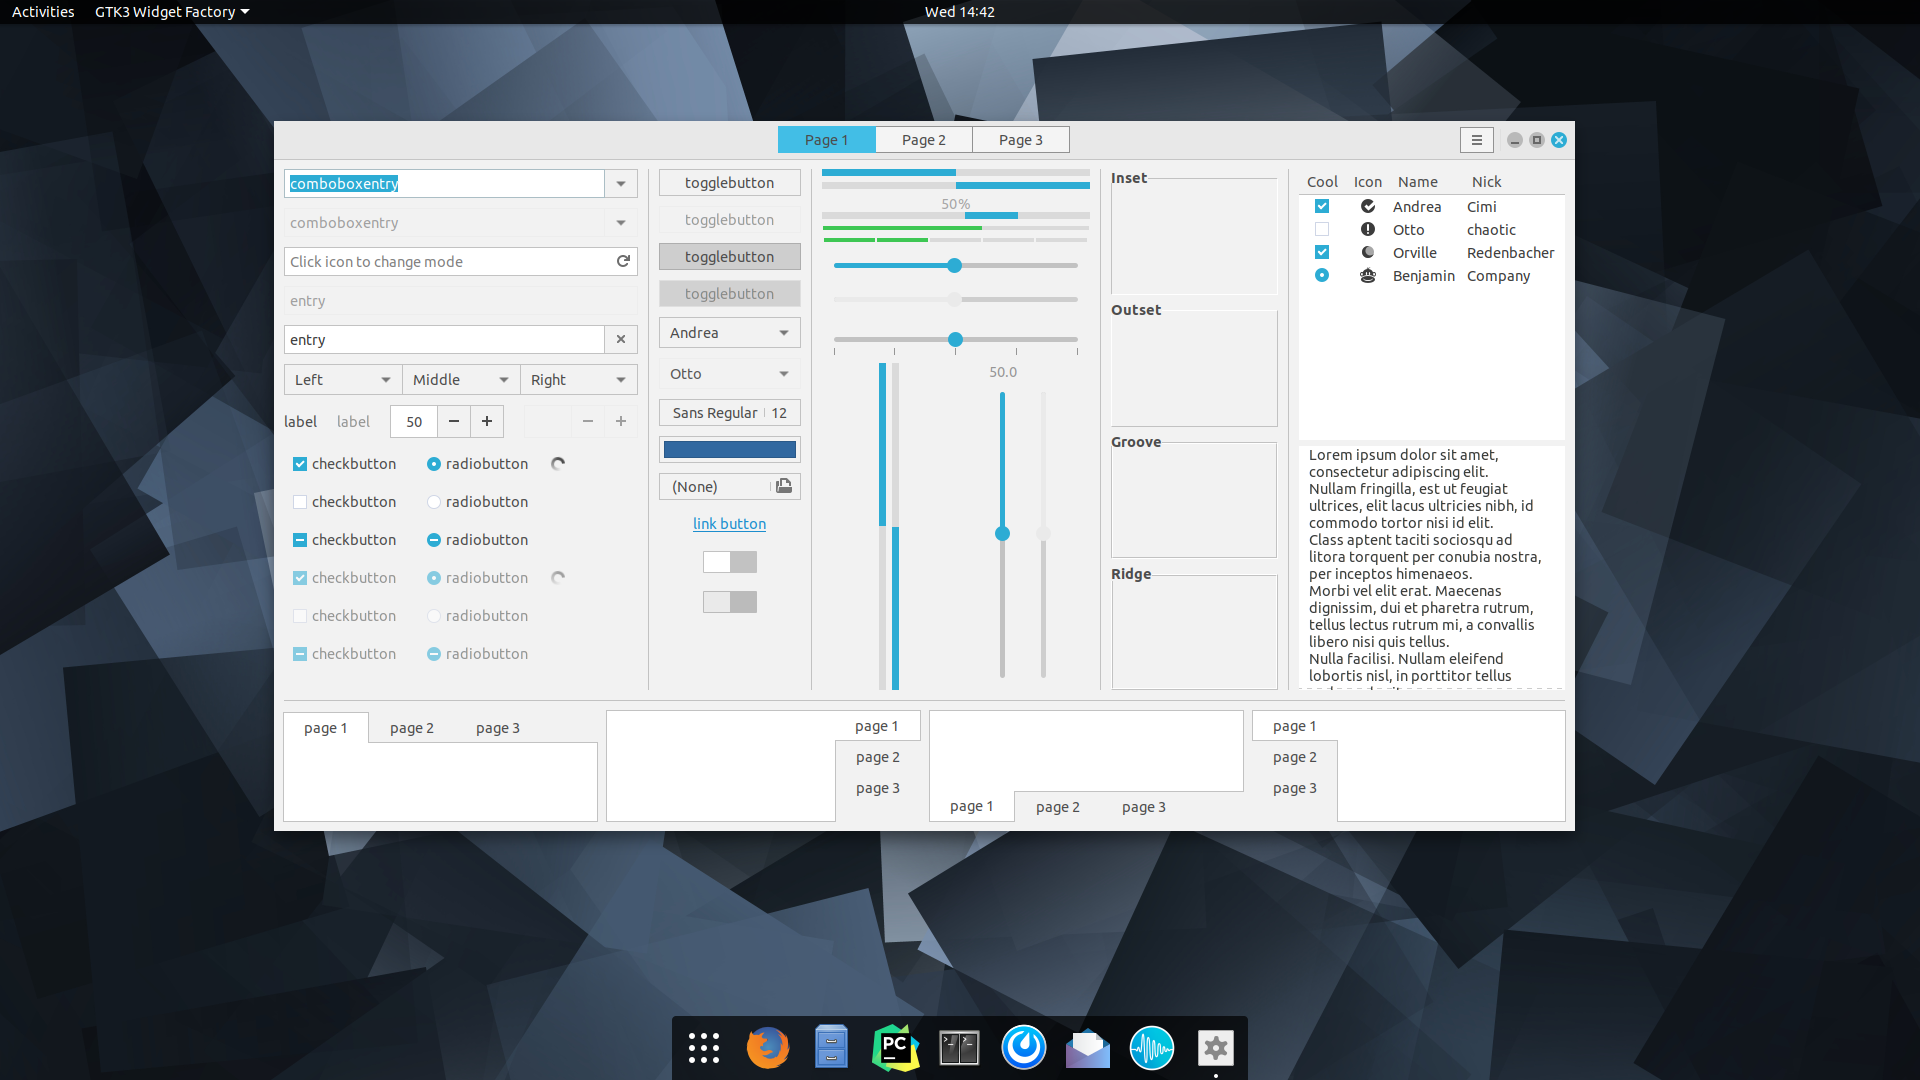 Activities GTK3 Widget Factory Wed 14:42
Page 1 Page 2 Page 3
comboboxentry
comboboxentry
Click icon to change mode
entry
entry
Left Middle Right
label label 50
checkbutton radiobutton
checkbutton radiobutton
checkbutton radiobutton
checkbutton radiobutton
checkbutton radiobutton
checkbutton radiobutton
togglebutton
togglebutton
togglebutton
togglebutton
Andrea
Otto
Sans Regular 12
(None)
link button
50%
50.0
Inset
Outset
Groove
Ridge
Cool Icon Name Nick
Andrea Cimi
Otto chaotic
Orville Redenbacher
Benjamin Company
Lorem ipsum dolor sit amet,
consectetur adipiscing elit.
Nullam fringilla, est ut feugiat
ultrices, elit lacus ultricies nibh, id
commodo tortor nisi id elit.
Class aptent taciti sociosqu ad
litora torquent per conubia nostra,
per inceptos himenaeos.
Morbi vel elit erat. Maecenas
dignissim, dui et pharetra rutrum,
tellus lectus rutrum mi, a convallis
libero nisi quis tellus.
Nulla facilisi. Nullam eleifend
lobortis nisl, in porttitor tellus
page 1 page 2 page 3
page 1
page 2
page 3
page 1 page 2 page 3
page 1
page 2
page 3
PC